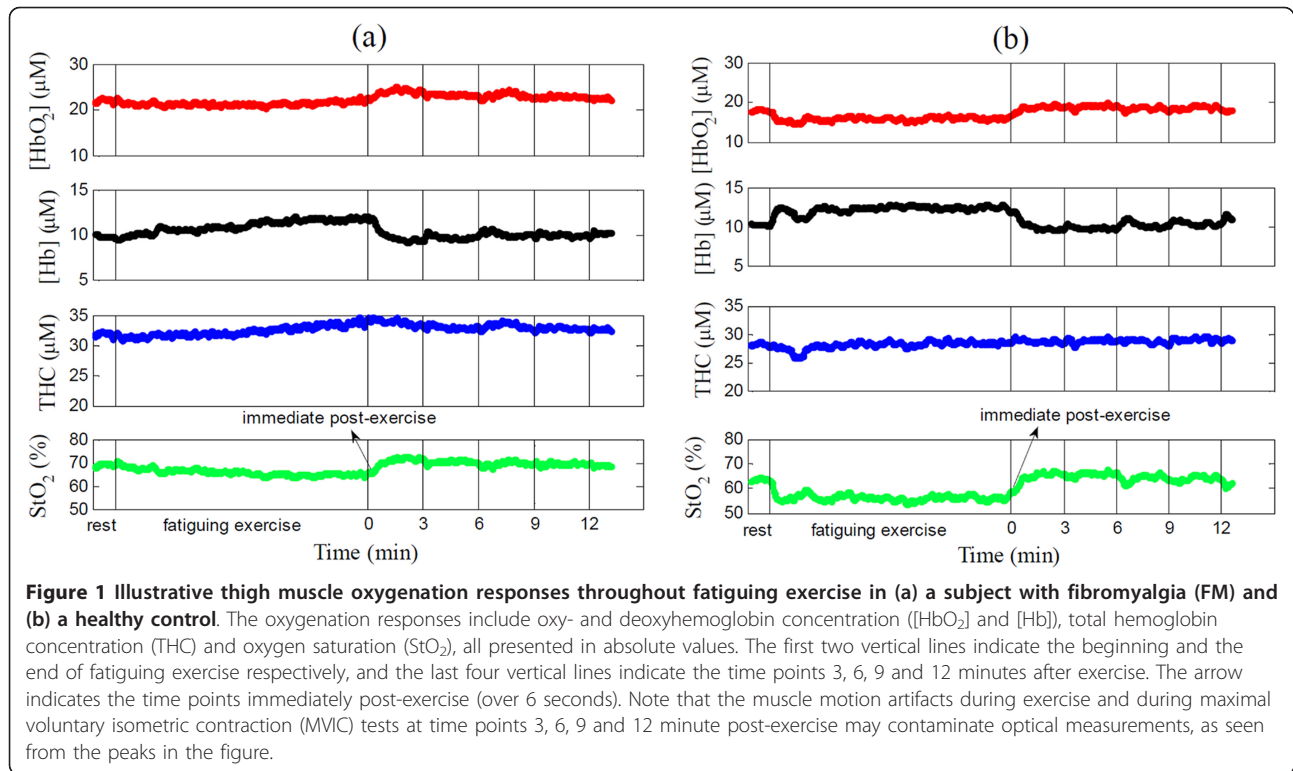 (a)
[HbO2] (μM)
30
20
10
[Hb] (μM)
15
10
5
THC (μM)
35
30
25
20
immediate post-exercise
StO2 (%)
80
70
60
50
rest fatiguing exercise 0 3 6 9 12
Time (min)
(b)
[HbO2] (μM)
30
20
10
[Hb] (μM)
15
10
5
THC (μM)
35
30
25
20
immediate post-exercise
StO2 (%)
80
70
60
50
rest fatiguing exercise 0 3 6 9 12
Time (min)
Figure 1 Illustrative thigh muscle oxygenation responses throughout fatiguing exercise in (a) a subject with fibromyalgia (FM) and
(b) a healthy control. The oxygenation responses include oxy- and deoxyhemoglobin concentration ([HbO2] and [Hb]), total hemoglobin
concentration (THC) and oxygen saturation (StO2), all presented in absolute values. The first two vertical lines indicate the beginning and the
end of fatiguing exercise respectively, and the last four vertical lines indicate the time points 3, 6, 9 and 12 minutes after exercise. The arrow
indicates the time points immediately post-exercise (over 6 seconds). Note that the muscle motion artifacts during exercise and during maximal
voluntary isometric contraction (MVIC) tests at time points 3, 6, 9 and 12 minute post-exercise may contaminate optical measurements, as seen
from the peaks in the figure.